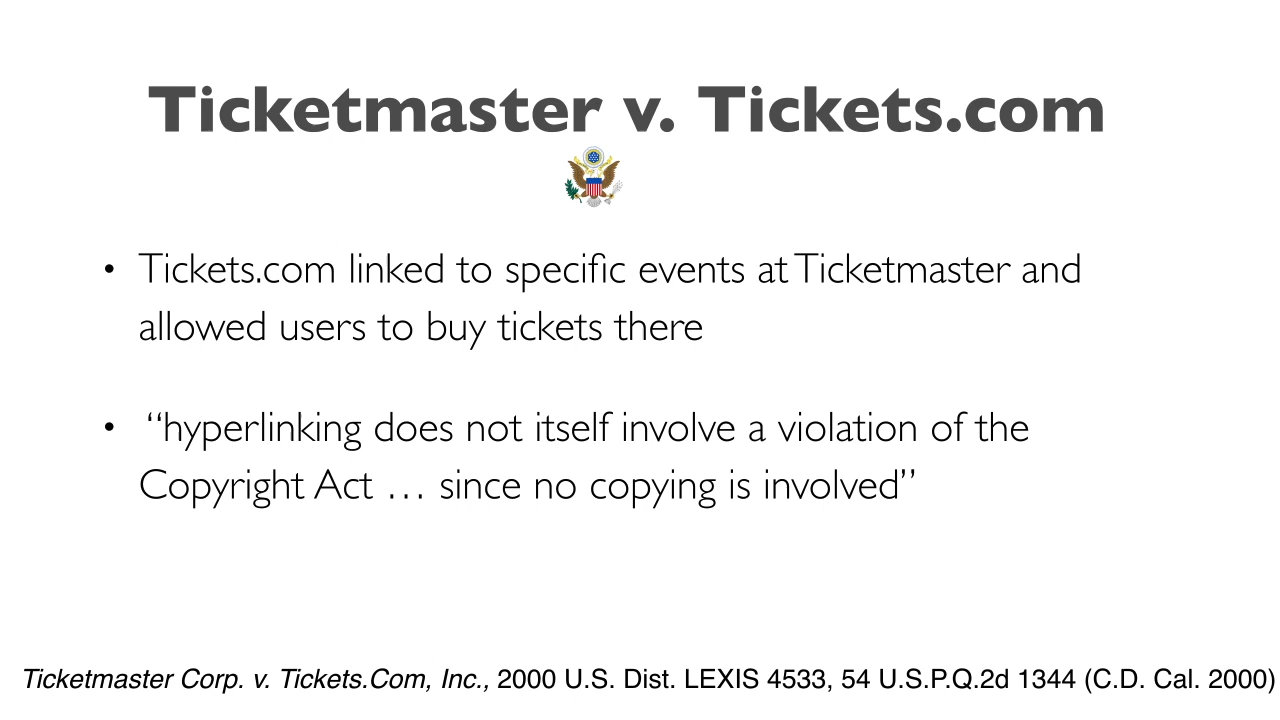 Ticketmaster v. Tickets.com
• Tickets.com linked to specific events at Ticketmaster and
allowed users to buy tickets there
• “hyperlinking does not itself involve a violation of the
Copyright Act … since no copying is involved”
Ticketmaster Corp. v. Tickets.Com, Inc., 2000 U.S. Dist. LEXIS 4533, 54 U.S.P.Q.2d 1344 (C.D. Cal. 2000)